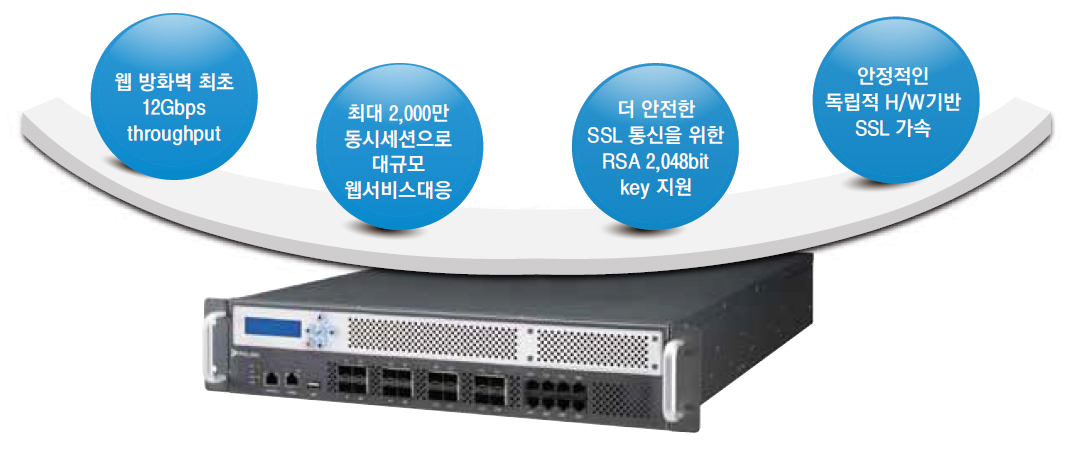 웹 방화벽 최초
12Gbps
throughput
최대 2,000만
동시세션으로
대규모
웹서비스대응
더 안전한
SSL 통신을 위한
RSA 2,048bit
key 지원
안정적인
독립적 H/W기반
SSL 가속